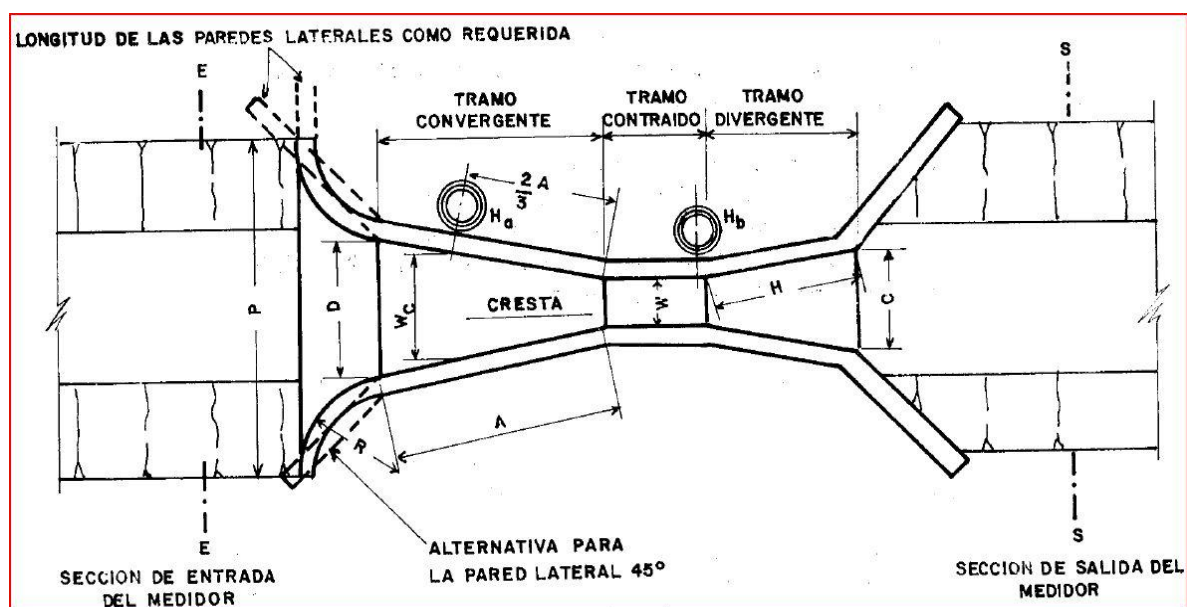 LONGITUD DE LAS PAREDES LATERALES COMO REQUERIDA
E
S
TRAMO
CONVERGENTE
TRAMO
CONTRAIDO
TRAMO
DIVERGENTE
2/3 A
Ha
Hb
P
D
Wc
CRESTA
W
H
C
A
R
E
S
ALTERNATIVA PARA
LA PARED LATERAL 45°
SECCION DE ENTRADA
DEL MEDIDOR
SECCION DE SALIDA DEL
MEDIDOR